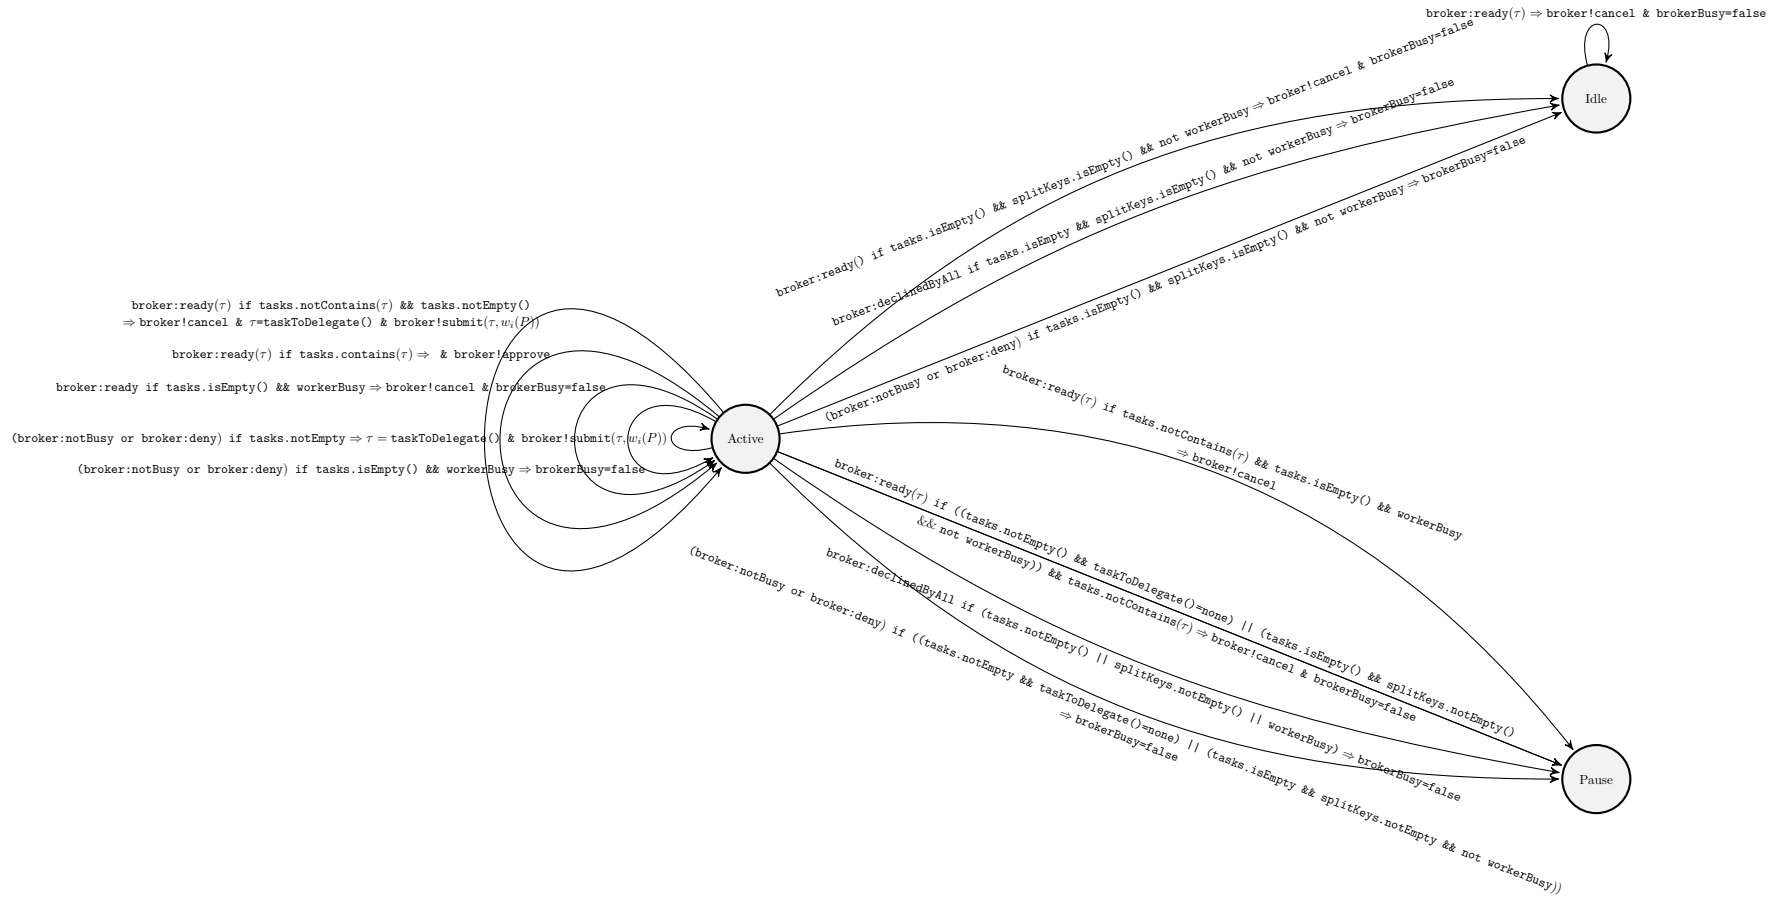 broker:ready(τ) ⇒ broker!cancel & brokerBusy=false
Idle
broker:ready() if tasks.isEmpty() && splitKeys.isEmpty() && not workerBusy ⇒ broker!cancel & brokerBusy=false
broker:declinedByAll if tasks.isEmpty && splitKeys.isEmpty() && not workerBusy ⇒ brokerBusy=false
(broker:notBusy or broker:deny) if tasks.isEmpty() && splitKeys.isEmpty() && not workerBusy ⇒ brokerBusy=false
broker:ready(τ) if tasks.notContains(τ) && tasks.notEmpty()
⇒ broker!cancel & τ=taskToDelegate() & broker!submit(τ, wᵢ(P))
broker:ready(τ) if tasks.contains(τ) ⇒ & broker!approve
broker:ready if tasks.isEmpty() && workerBusy ⇒ broker!cancel & brokerBusy=false
(broker:notBusy or broker:deny) if tasks.notEmpty ⇒ τ = taskToDelegate() & broker!submit(τ, wᵢ(P))
(broker:notBusy or broker:deny) if tasks.isEmpty() && workerBusy ⇒ brokerBusy=false
Active
broker:ready(τ) if tasks.notContains(τ) && tasks.isEmpty() && workerBusy
⇒ broker!cancel
broker:ready(τ) if ((tasks.notEmpty() && taskToDelegate()=none) || (tasks.isEmpty() && splitKeys.notEmpty()
&& not workerBusy)) && tasks.notContains(τ) ⇒ broker!cancel & brokerBusy=false
broker:declinedByAll if (tasks.notEmpty() || splitKeys.notEmpty() || workerBusy) ⇒ brokerBusy=false
(broker:notBusy or broker:deny) if ((tasks.notEmpty && taskToDelegate()=none) || (tasks.isEmpty && splitKeys.notEmpty && not workerBusy))
⇒ brokerBusy=false
Pause